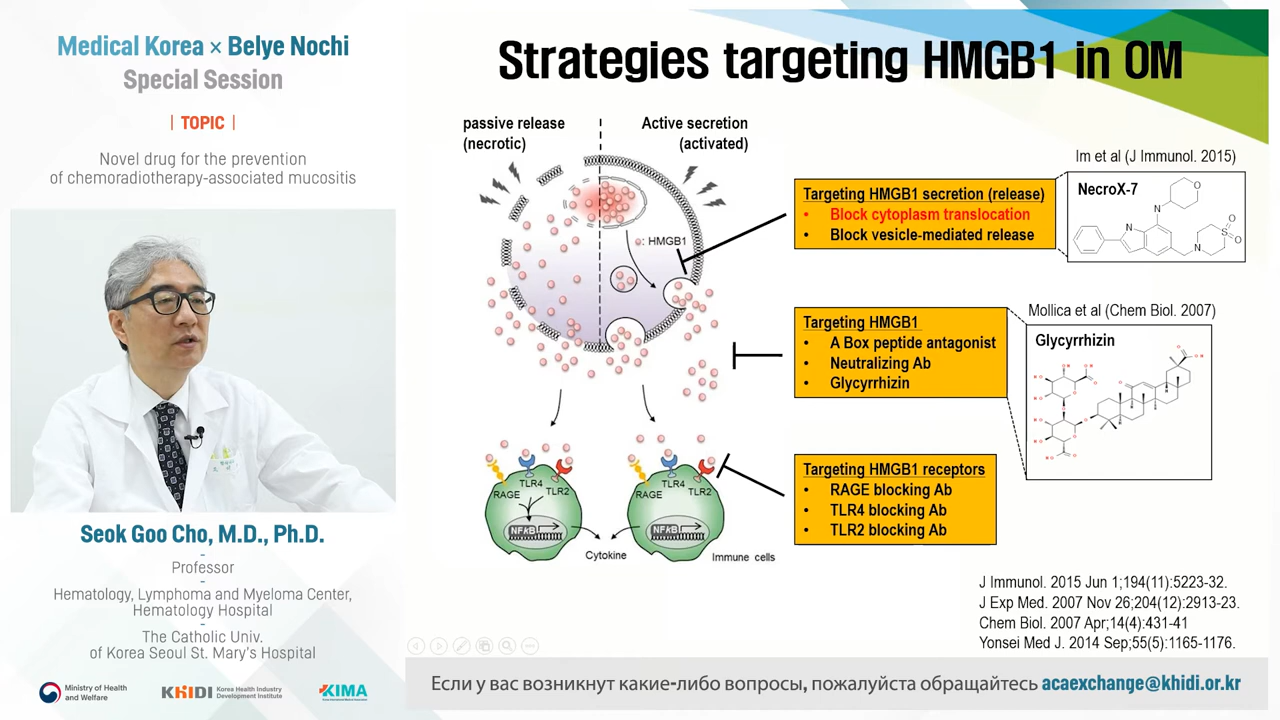 Medical Korea × Belye Nochi
Special Session
| TOPIC |
Novel drug for the prevention
of chemoradiotherapy-associated mucositis
Seok Goo Cho, M.D., Ph.D.
Professor
Hematology, Lymphoma and Myeloma Center,
Hematology Hospital
The Catholic Univ.
of Korea Seoul St. Mary's Hospital
Ministry of Health
and Welfare
KHIDI
Korea Health Industry
Development Institute
KIMA
Strategies targeting HMGB1 in OM
passive release
(necrotic)
Active secretion
(activated)
: HMGB1
Im et al (J Immunol. 2015)
Targeting HMGB1 secretion (release)
• Block cytoplasm translocation
• Block vesicle-mediated release
NecroX-7
O
N
N
N
S
O
O
Mollica et al (Chem Biol. 2007)
Targeting HMGB1
• A Box peptide antagonist
• Neutralizing Ab
• Glycyrrhizin
Glycyrrhizin
TLR4
RAGE
TLR2
NFkB
TLR4
RAGE
TLR2
NFkB
Cytokine
Immune cells
Targeting HMGB1 receptors
• RAGE blocking Ab
• TLR4 blocking Ab
• TLR2 blocking Ab
J Immunol. 2015 Jun 1;194(11):5223-32.
J Exp Med. 2007 Nov 26;204(12):2913-23.
Chem Biol. 2007 Apr;14(4):431-41
Yonsei Med J. 2014 Sep;55(5):1165-1176.
Если у вас возникнут какие-либо вопросы, пожалуйста обращайтесь acaexchange@khidi.or.kr